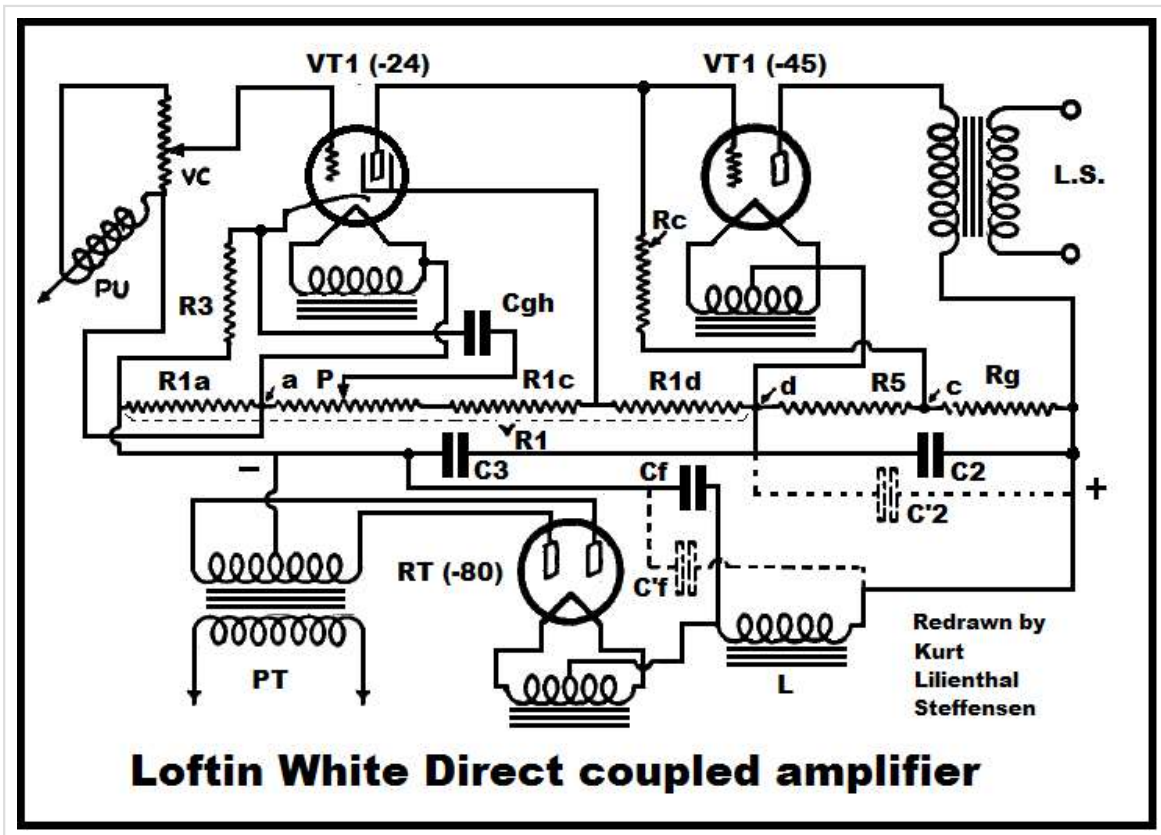 VT1 (-24)
VT1 (-45)
VC
L.S.
Rc
PU
R3
Cgh
R1a
a
P
R1c
R1d
d
R5
c
Rg
R1
–
C3
Cf
C2
+
C'2
RT (-80)
C'f
PT
L
Redrawn by
Kurt
Lilienthal
Steffensen
Loftin White Direct coupled amplifier